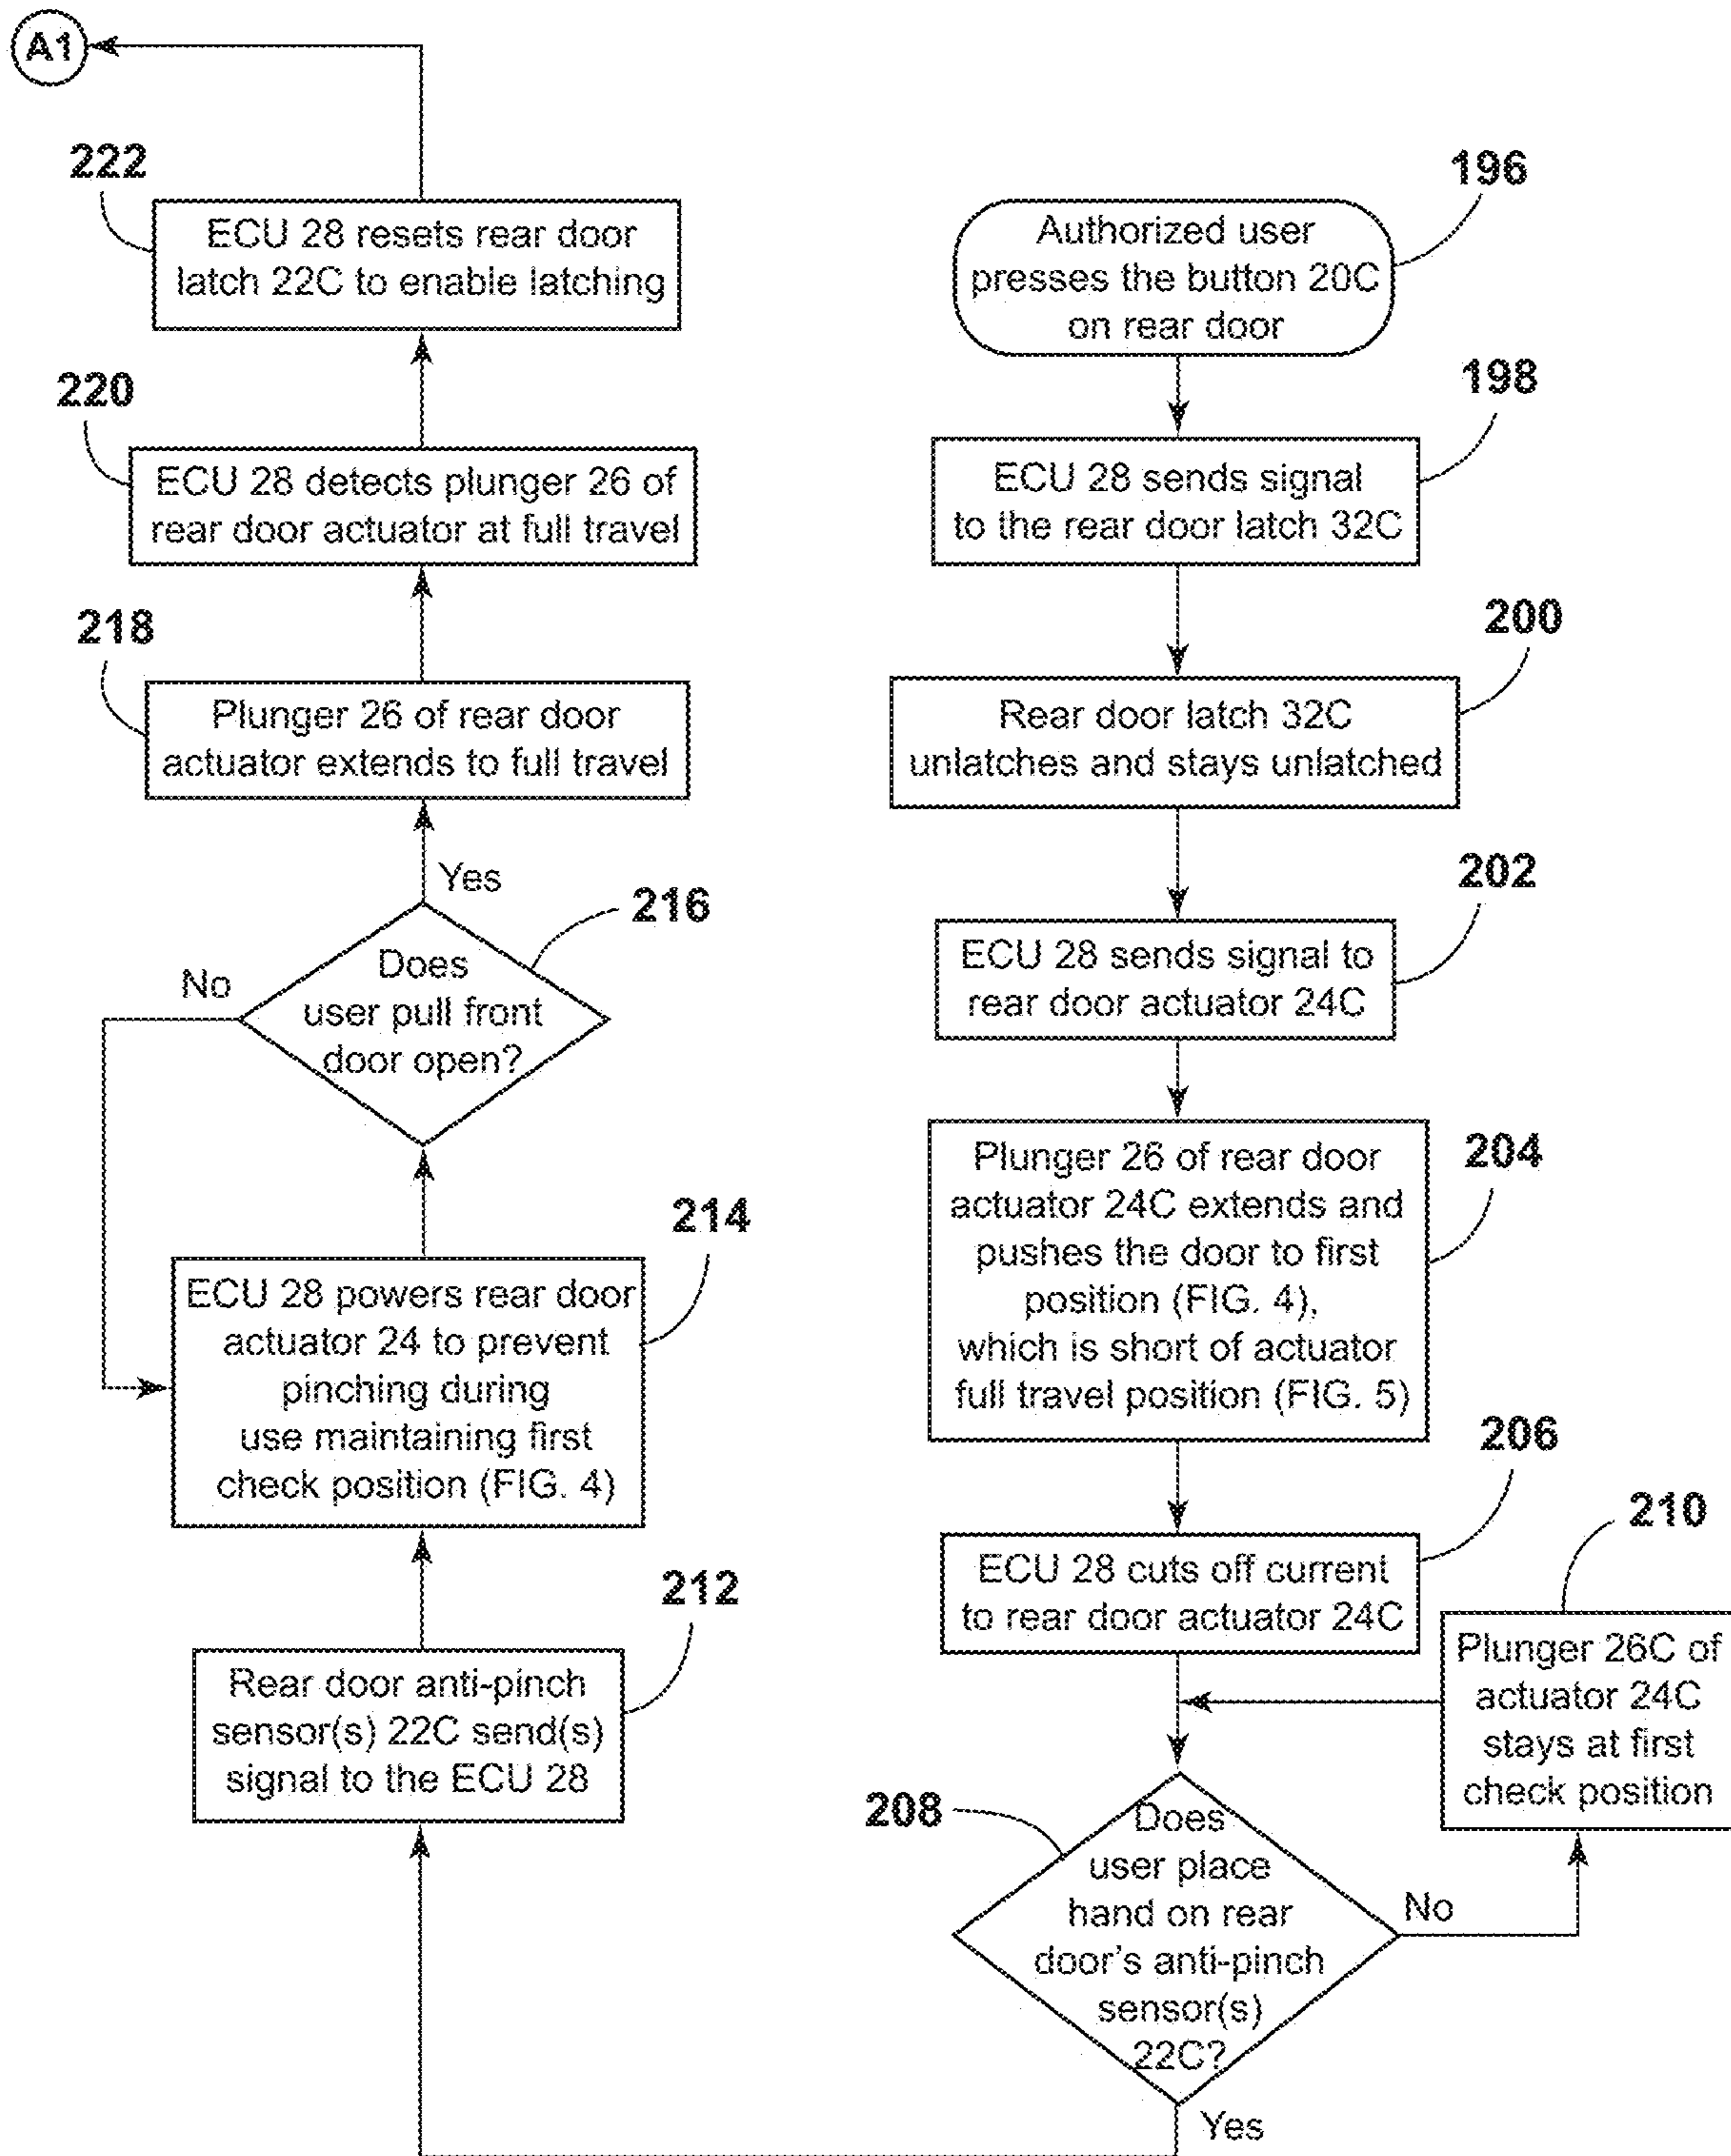 A1
222
ECU 28 resets rear door
latch 22C to enable latching
220
ECU 28 detects plunger 26 of
rear door actuator at full travel
218
Plunger 26 of rear door
actuator extends to full travel
Yes
216
No
Does
user pull front
door open?
214
ECU 28 powers rear door
actuator 24 to prevent
pinching during
use maintaining first
check position (FIG. 4)
212
Rear door anti-pinch
sensor(s) 22C send(s)
signal to the ECU 28
196
Authorized user
presses the button 20C
on rear door
198
ECU 28 sends signal
to the rear door latch 32C
200
Rear door latch 32C
unlatches and stays unlatched
202
ECU 28 sends signal to
rear door actuator 24C
204
Plunger 26 of rear door
actuator 24C extends and
pushes the door to first
position (FIG. 4),
which is short of actuator
full travel position (FIG. 5)
206
ECU 28 cuts off current
to rear door actuator 24C
210
Plunger 26C of
actuator 24C
stays at first
check position
208
Does
user place
hand on rear
door's anti-pinch
sensor(s)
22C?
No
Yes